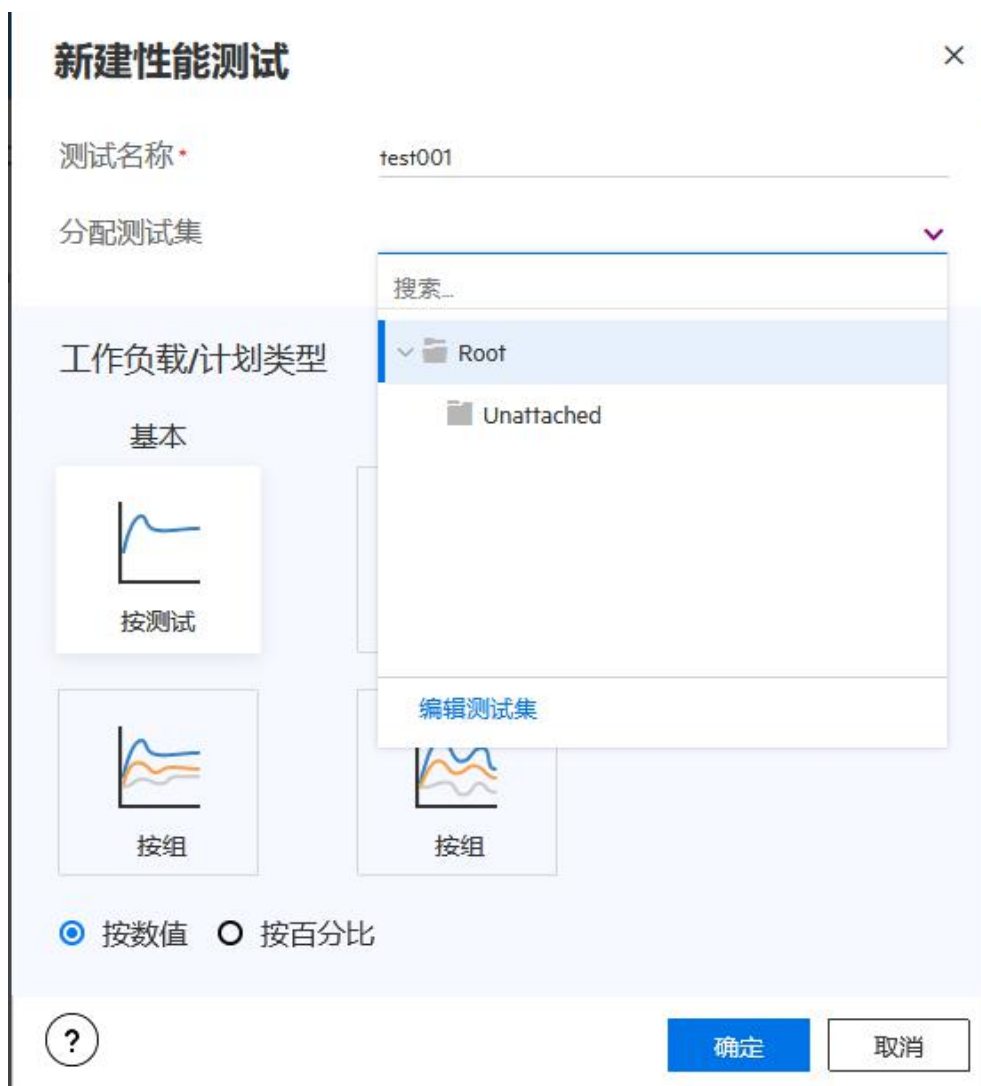 新建性能测试
×
测试名称*
test001
分配测试集
搜索...
工作负载/计划类型
Root
Unattached
基本
按测试
编辑测试集
按组
按组
按数值 按百分比
?
确定 取消